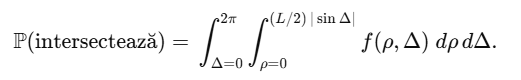 ℙ(intersectează) = ∫_{Δ=0}^{2π} ∫_{ρ=0}^{(L/2) | sin Δ|} f(ρ, Δ) dρ dΔ.